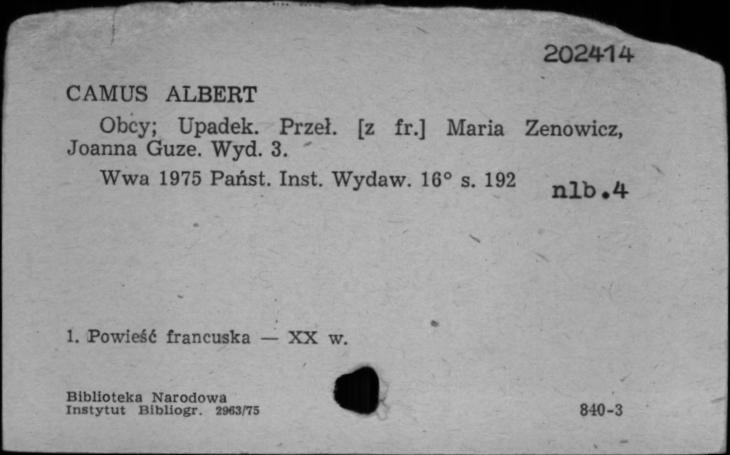 202414
CAMUS ALBERT
Obcy; Upadek. Przeł. [z fr.] Maria Zenowicz,
Joanna Guze. Wyd. 3.
Wwa 1975 Państ. Inst. Wydaw. 16° s. 192 nlb.4
1. Powieść francuska — XX w.
Biblioteka Narodowa
Instytut Bibliogr. 2963/75 840-3